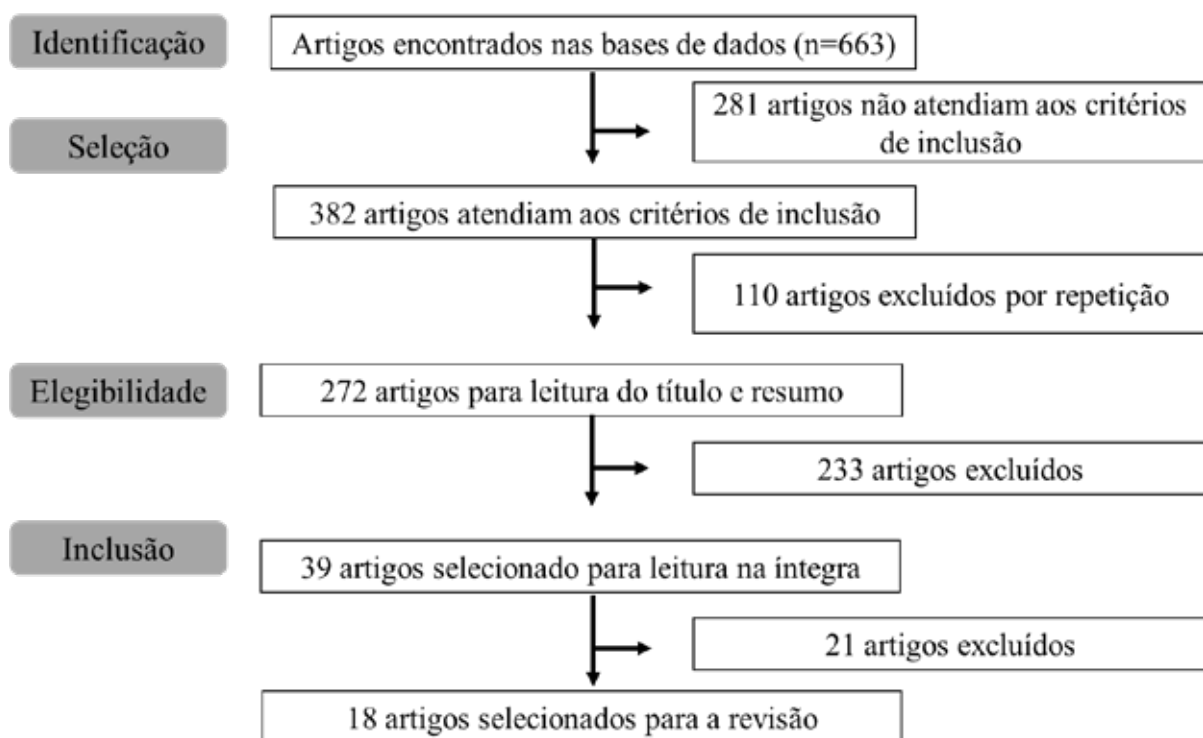 Identificação
Artigos encontrados nas bases de dados (n=663)
281 artigos não atendiam aos critérios
de inclusão
Seleção
382 artigos atendiam aos critérios de inclusão
110 artigos excluídos por repetição
Elegibilidade
272 artigos para leitura do título e resumo
233 artigos excluídos
Inclusão
39 artigos selecionado para leitura na íntegra
21 artigos excluídos
18 artigos selecionados para a revisão